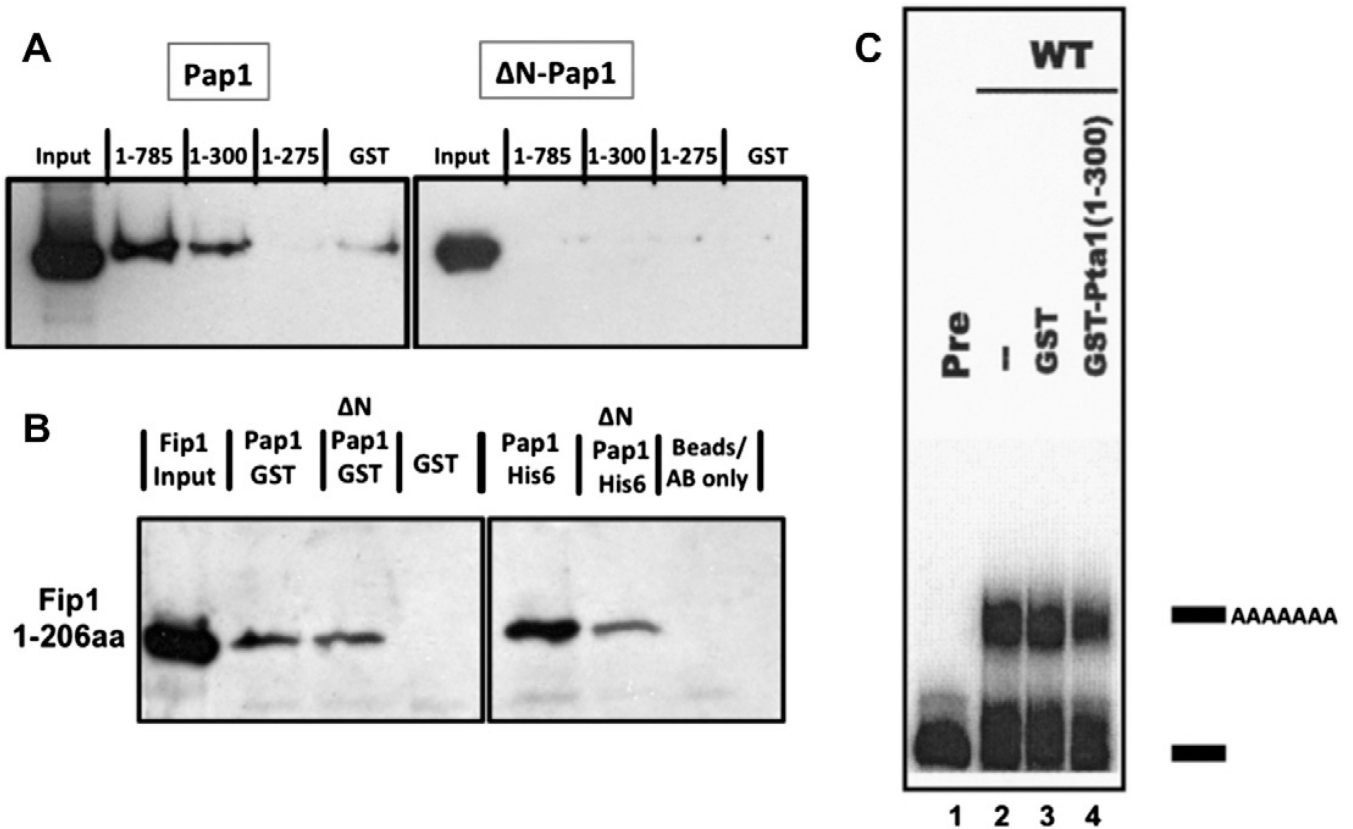 A
Pap1
ΔN-Pap1
Input 1-785 1-300 1-275 GST
Input 1-785 1-300 1-275 GST
B
Fip1 Input
Pap1 GST
ΔN Pap1 GST
GST
Pap1 His6
ΔN Pap1 His6
Beads/ AB only
Fip1
1-206aa
C
WT
Pre
–
GST
GST-Pta1(1-300)
AAAAAAA
1 2 3 4